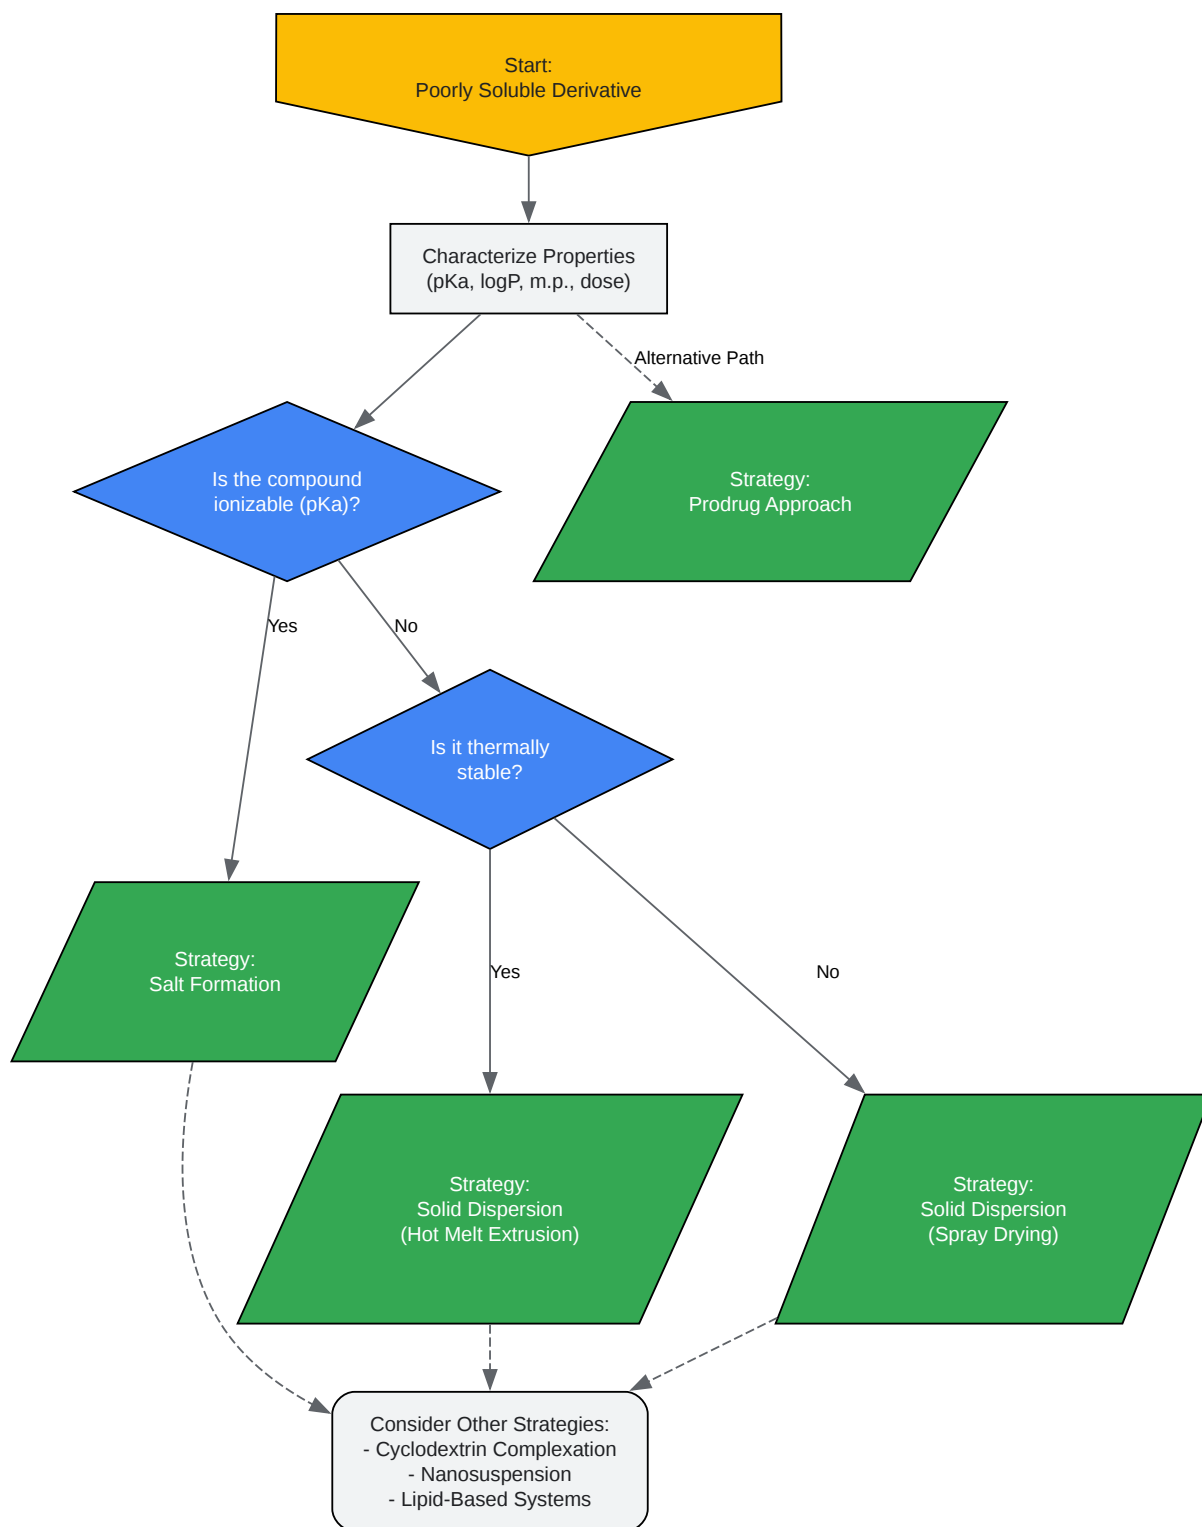 Start:
Poorly Soluble Derivative
Characterize Properties
(pKa, logP, m.p., dose)
Alternative Path
Is the compound
ionizable (pKa)?
Strategy:
Prodrug Approach
Yes
No
Is it thermally
stable?
Strategy:
Salt Formation
Yes
No
Strategy:
Solid Dispersion
(Hot Melt Extrusion)
Strategy:
Solid Dispersion
(Spray Drying)
Consider Other Strategies:
- Cyclodextrin Complexation
- Nanosuspension
- Lipid-Based Systems